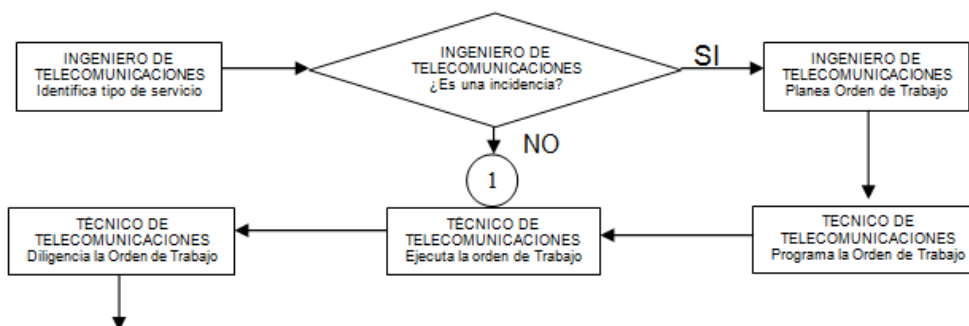 INGENIERO DE
TELECOMUNICACIONES
Identifica tipo de servicio
INGENIERO DE
TELECOMUNICACIONES
¿Es una incidencia?
SI
INGENIERO DE
TELECOMUNICACIONES
Planea Orden de Trabajo
NO
1
TÉCNICO DE
TELECOMUNICACIONES
Diligencia la Orden de Trabajo
TÉCNICO DE
TELECOMUNICACIONES
Ejecuta la orden de Trabajo
TECNICO DE
TELECOMUNICACIONES
Programa la Orden de Trabajo